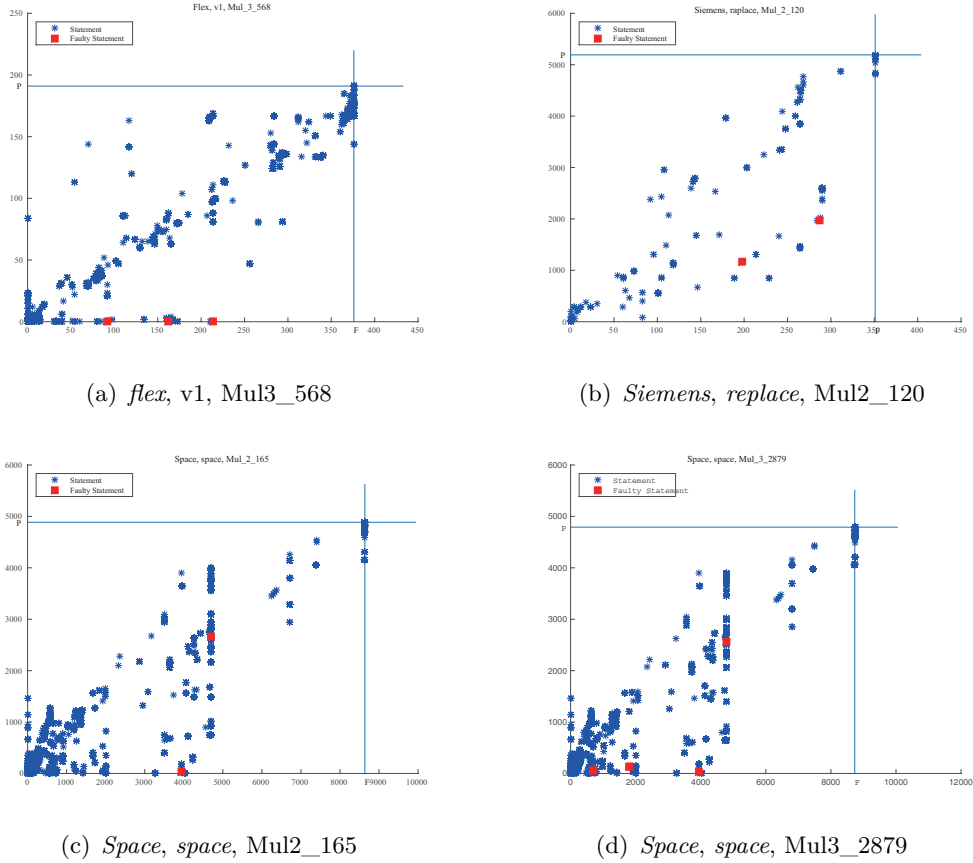 Flex, v1, Mul_3_568
250
Statement
Faulty Statement
200
P
150
100
50
0
0 50 100 150 200 250 300 350 F 400 450
(a) flex, v1, Mul3_568
Siemens, raplace, Mul_2_120
6000
Statement
Faulty Statement
P
5000
4000
3000
2000
1000
0
0 50 100 150 200 250 300 350 F 400 450
(b) Siemens, replace, Mul2_120
Space, space, Mul_2_165
6000
Statement
Faulty Statement
5000
P
4000
3000
2000
1000
0
0 1000 2000 3000 4000 5000 6000 7000 8000 F 9000 10000
(c) Space, space, Mul2_165
Space, space, Mul_3_2879
6000
Statement
Faulty Statement
5000
P
4000
3000
2000
1000
0
0 2000 4000 6000 8000 F 10000 12000
(d) Space, space, Mul3_2879